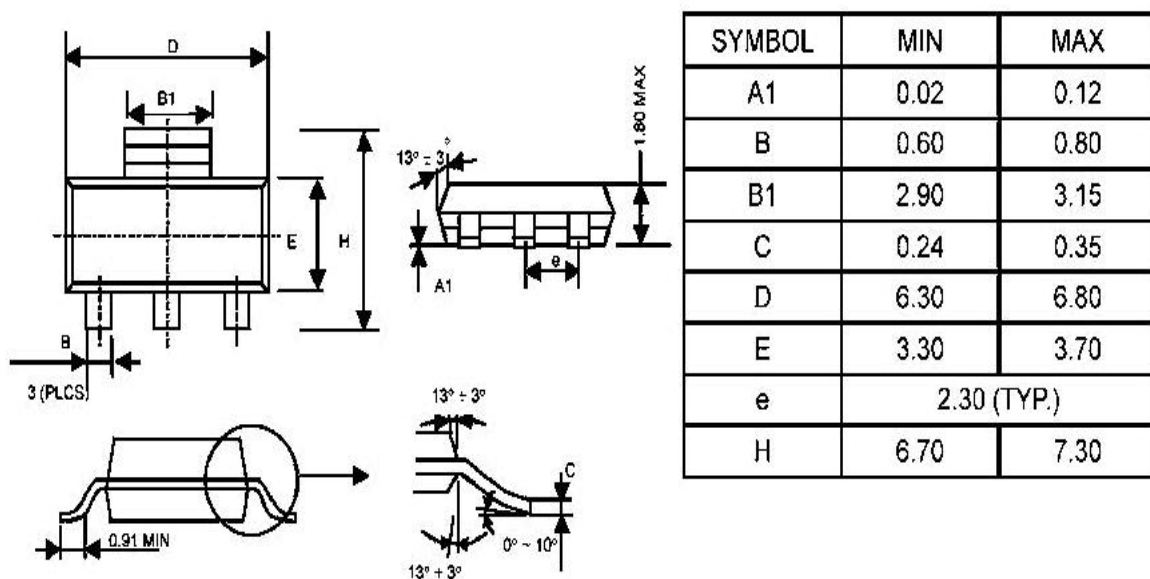 D
B1
E
H
B
3 (PLCS)
13° ± 3°
1.80 MAX
A1
e
0.91 MIN
13° ± 3°
C
0° ~ 10°
13° + 3°
SYMBOL MIN MAX
A1 0.02 0.12
B 0.60 0.80
B1 2.90 3.15
C 0.24 0.35
D 6.30 6.80
E 3.30 3.70
e 2.30 (TYP.)
H 6.70 7.30